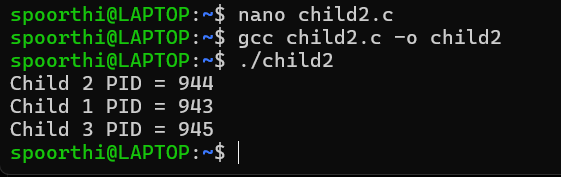 spoorthi@LAPTOP:~$ nano child2.c
spoorthi@LAPTOP:~$ gcc child2.c -o child2
spoorthi@LAPTOP:~$ ./child2
Child 2 PID = 944
Child 1 PID = 943
Child 3 PID = 945
spoorthi@LAPTOP:~$